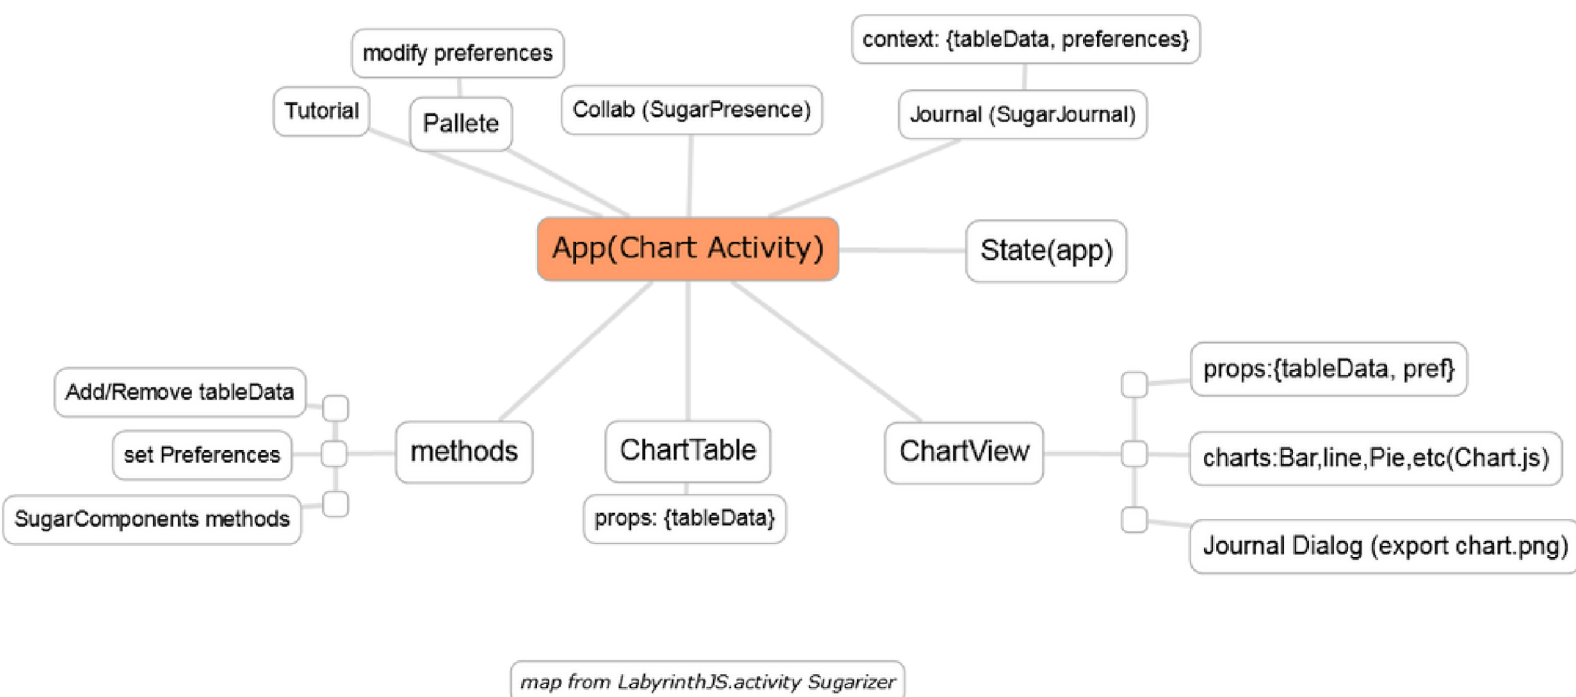 context: {tableData, preferences}
modify preferences
Tutorial
Pallete
Collab (SugarPresence)
Journal (SugarJournal)
App(Chart Activity)
State(app)
Add/Remove tableData
set Preferences
SugarComponents methods
methods
ChartTable
props: {tableData}
ChartView
props:{tableData, pref}
charts:Bar,line,Pie,etc(Chart.js)
Journal Dialog (export chart.png)
map from LabyrinthJS.activity Sugarizer